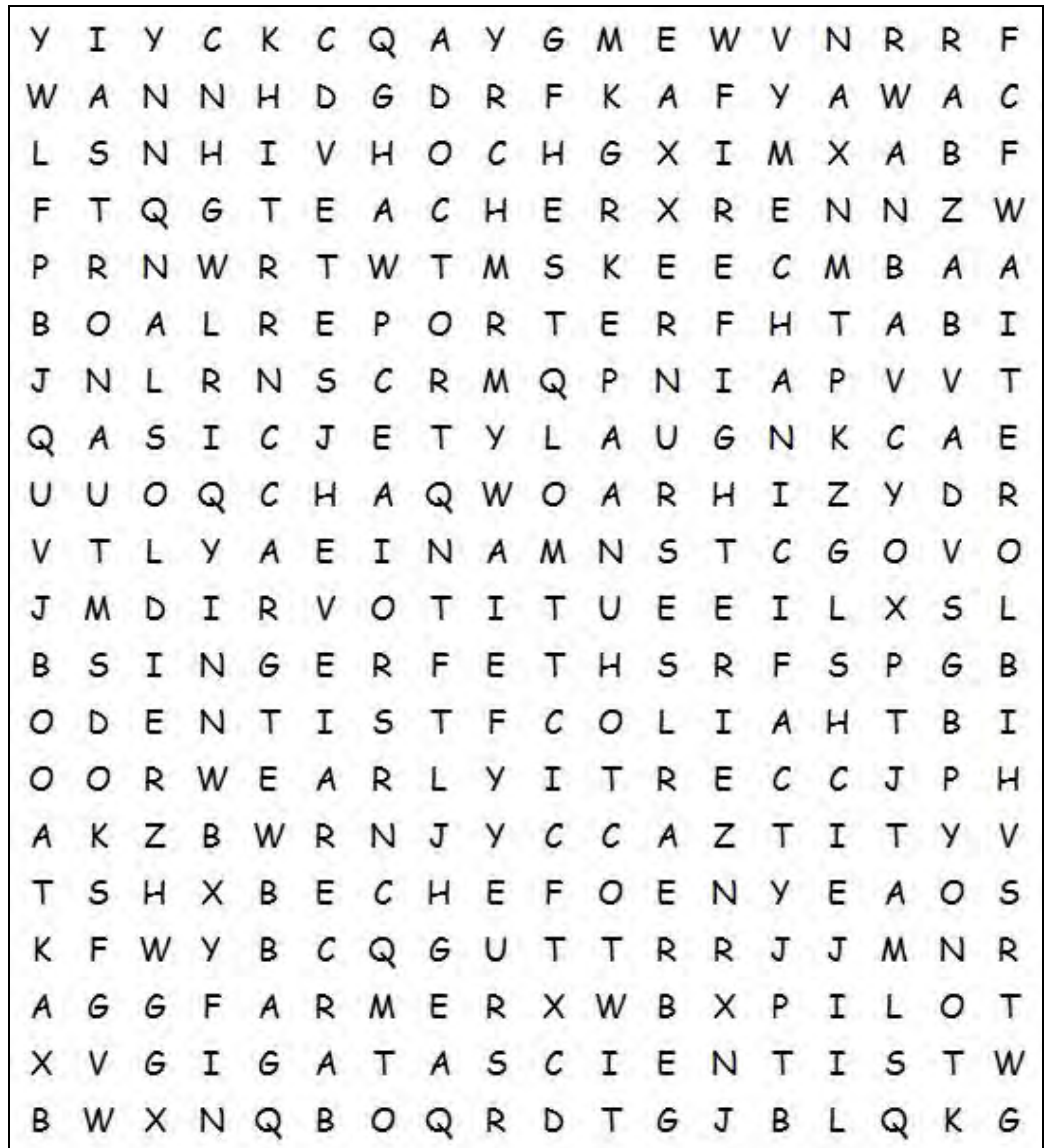 Y I Y C K C Q A Y G M E W V N R R F
W A N N H D G D R F K A F Y A W A C
L S N H I V H O C H G X I M X A B F
F T Q G T E A C H E R X R E N N Z W
P R N W R T W T M S K E E C M B A A
B O A L R E P O R T E R F H T A B I
J N L R N S C R M Q P N I A P V V T
Q A S I C J E T Y L A U G N K C A E
U U O Q C H A Q W O A R H I Z Y D R
V T L Y A E I N A M N S T C G O V O
J M D I R V O T I T U E E I L X S L
B S I N G E R F E T H S R F S P G B
O D E N T I S T F C O L I A H T B I
O O R W E A R L Y I T R E C C J P H
A K Z B W R N J Y C C A Z T I T Y V
T S H X B E C H E F O E N Y E A O S
K F W Y B C Q G U T T R R J J M N R
A G G F A R M E R X W B X P I L O T
X V G I G A T A S C I E N T I S T W
B W X N Q B O Q R D T G J B L Q K G